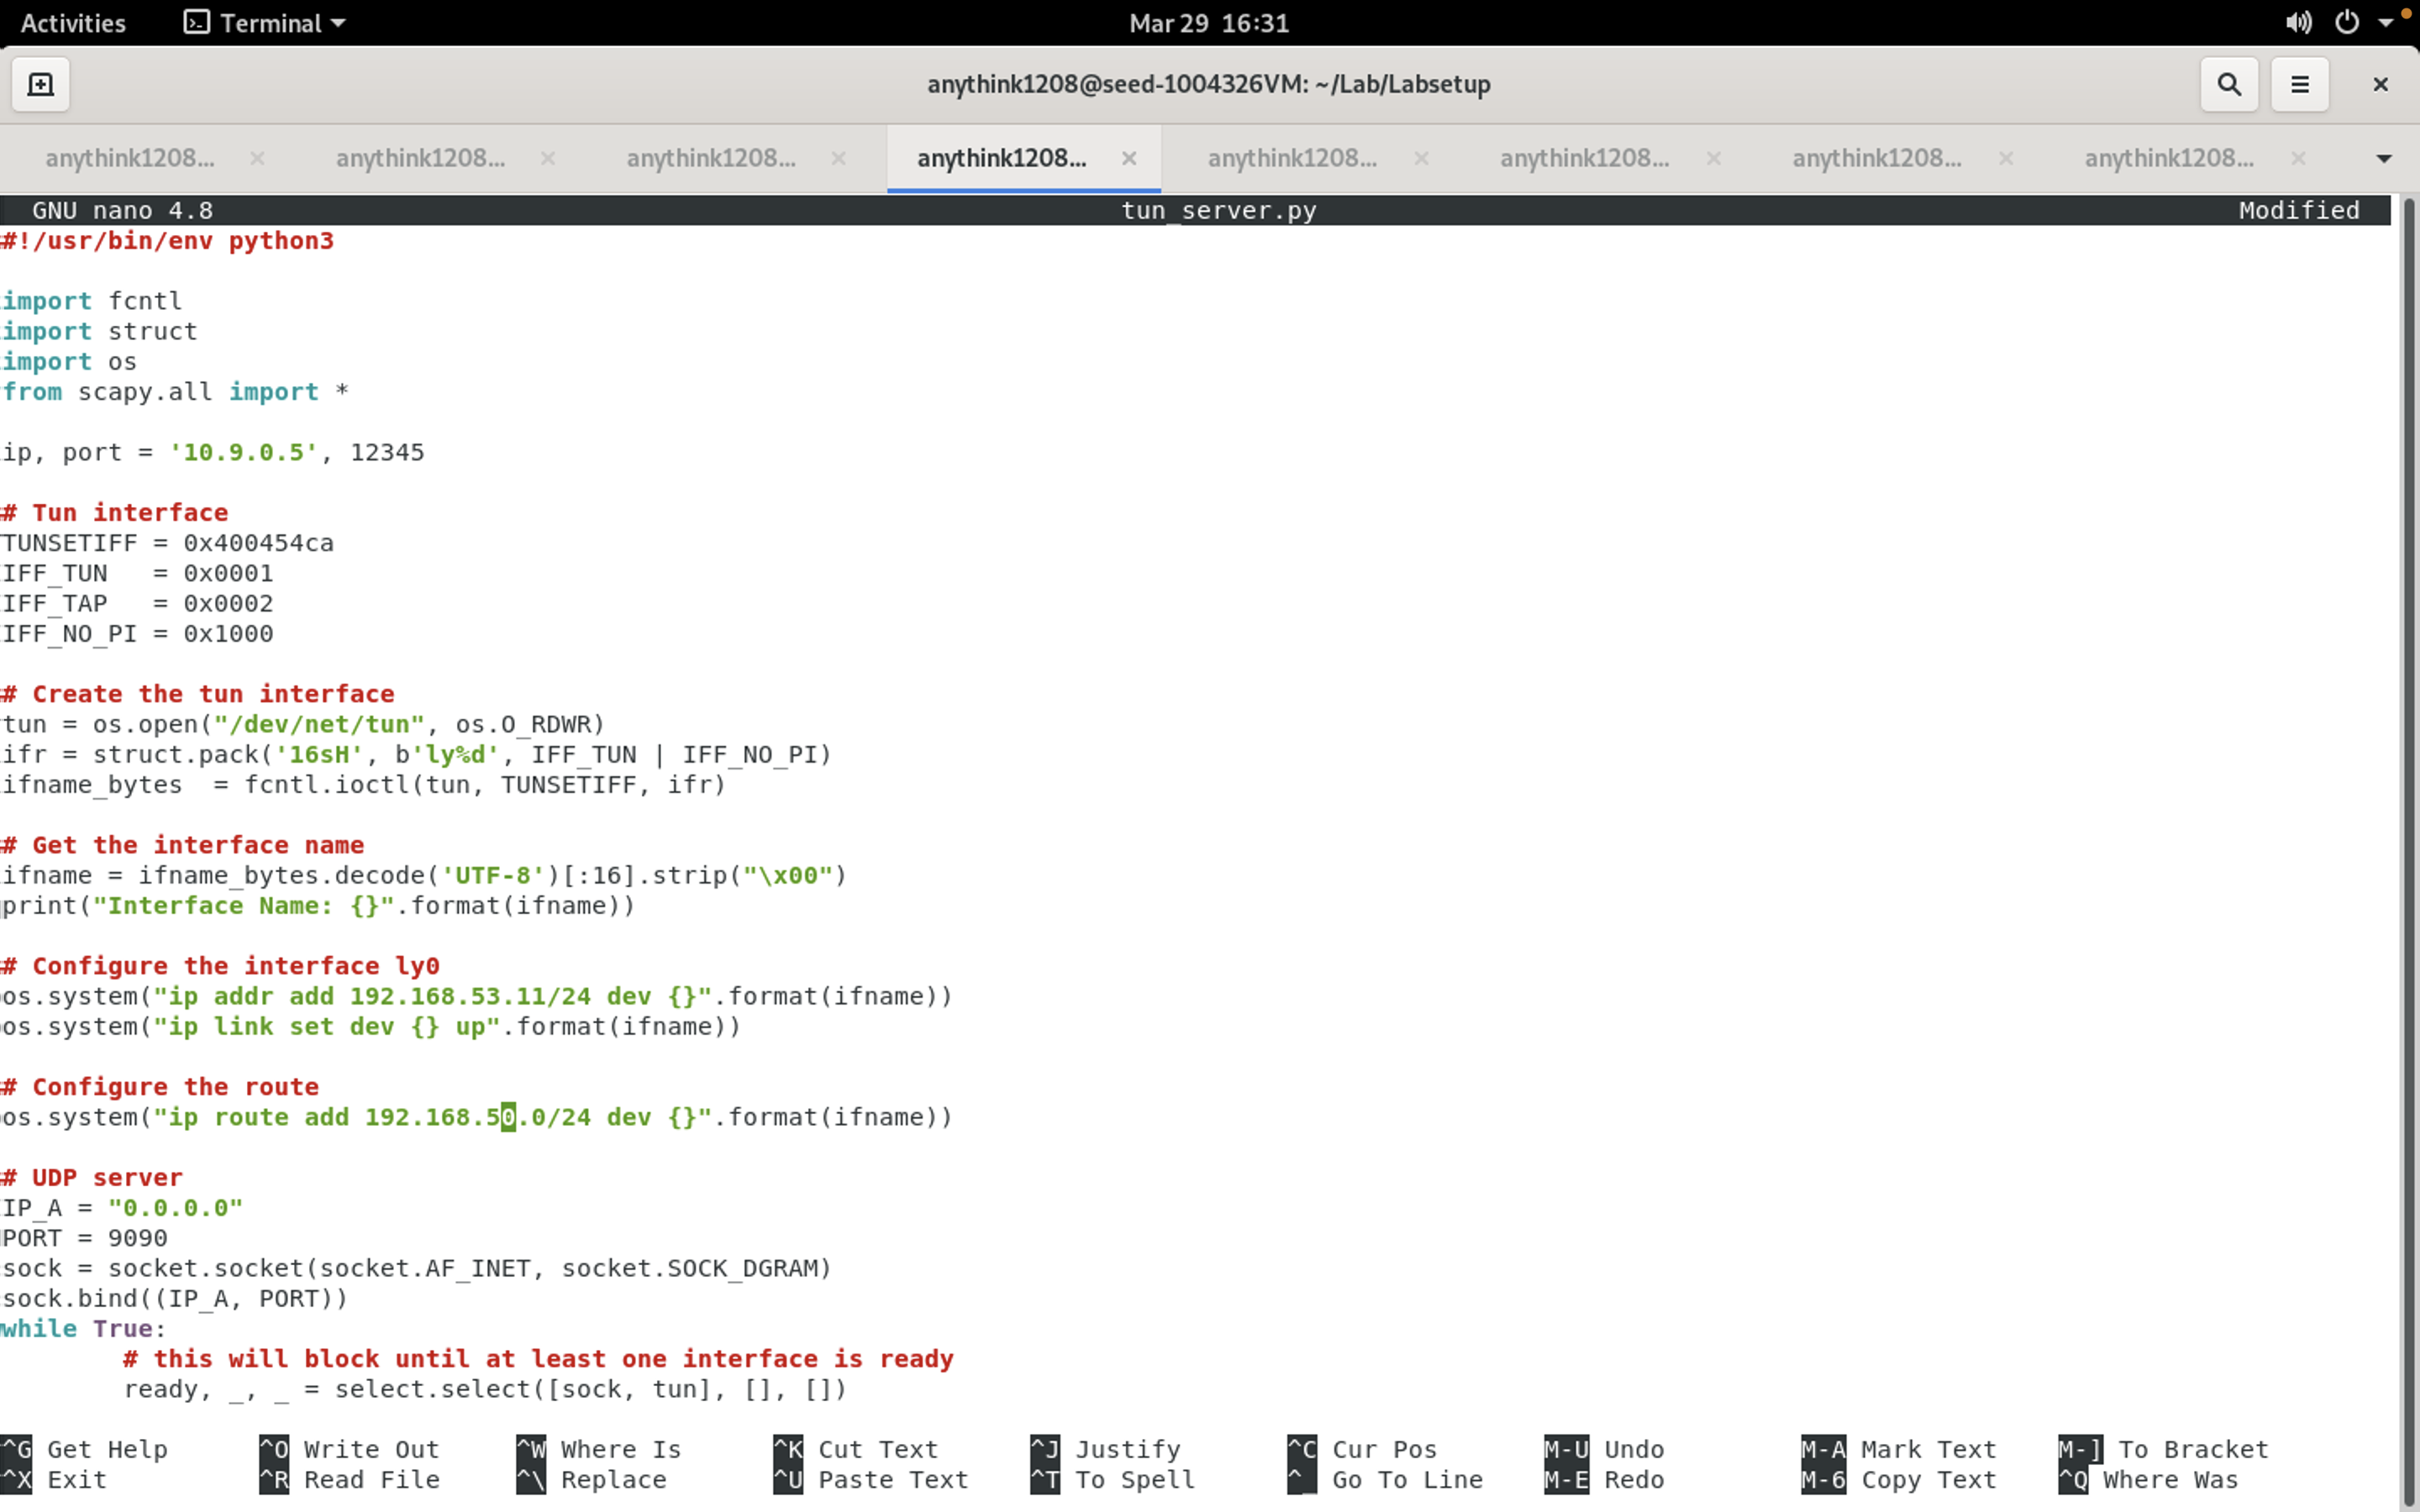 Activities Terminal Mar 29 16:31
anythink1208@seed-1004326VM: ~/Lab/Labsetup
anythink1208... anythink1208... anythink1208... anythink1208... anythink1208... anythink1208... anythink1208... anythink1208...
GNU nano 4.8 tun_server.py Modified
#!/usr/bin/env python3
import fcntl
import struct
import os
from scapy.all import *
ip, port = '10.9.0.5', 12345
# Tun interface
TUNSETIFF = 0x400454ca
IFF_TUN   = 0x0001
IFF_TAP   = 0x0002
IFF_NO_PI = 0x1000
# Create the tun interface
tun = os.open("/dev/net/tun", os.O_RDWR)
ifr = struct.pack('16sH', b'ly%d', IFF_TUN | IFF_NO_PI)
ifname_bytes  = fcntl.ioctl(tun, TUNSETIFF, ifr)
# Get the interface name
ifname = ifname_bytes.decode('UTF-8')[:16].strip("\x00")
print("Interface Name: {}".format(ifname))
# Configure the interface ly0
os.system("ip addr add 192.168.53.11/24 dev {}".format(ifname))
os.system("ip link set dev {} up".format(ifname))
# Configure the route
os.system("ip route add 192.168.50.0/24 dev {}".format(ifname))
# UDP server
IP_A = "0.0.0.0"
PORT = 9090
sock = socket.socket(socket.AF_INET, socket.SOCK_DGRAM)
sock.bind((IP_A, PORT))
while True:
        # this will block until at least one interface is ready
        ready, _, _ = select.select([sock, tun], [], [])
^G Get Help ^O Write Out ^W Where Is ^K Cut Text ^J Justify ^C Cur Pos M-U Undo M-A Mark Text M-] To Bracket
^X Exit ^R Read File ^\ Replace ^U Paste Text ^T To Spell ^_ Go To Line M-E Redo M-6 Copy Text ^Q Where Was